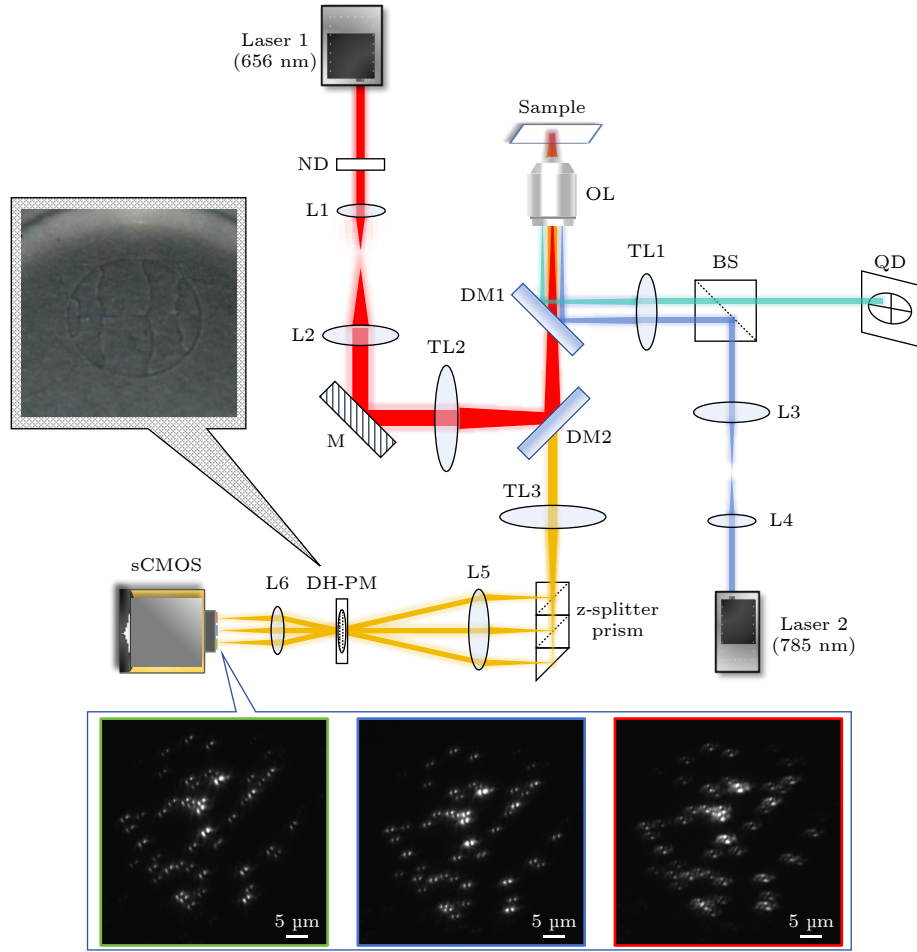 Laser 1
(656 nm)
Sample
ND
OL
L1
TL1
BS
QD
DM1
L2
TL2
L3
M
DM2
TL3
L4
sCMOS
L6
DH-PM
L5
z-splitter
prism
Laser 2
(785 nm)
5 µm
5 µm
5 µm